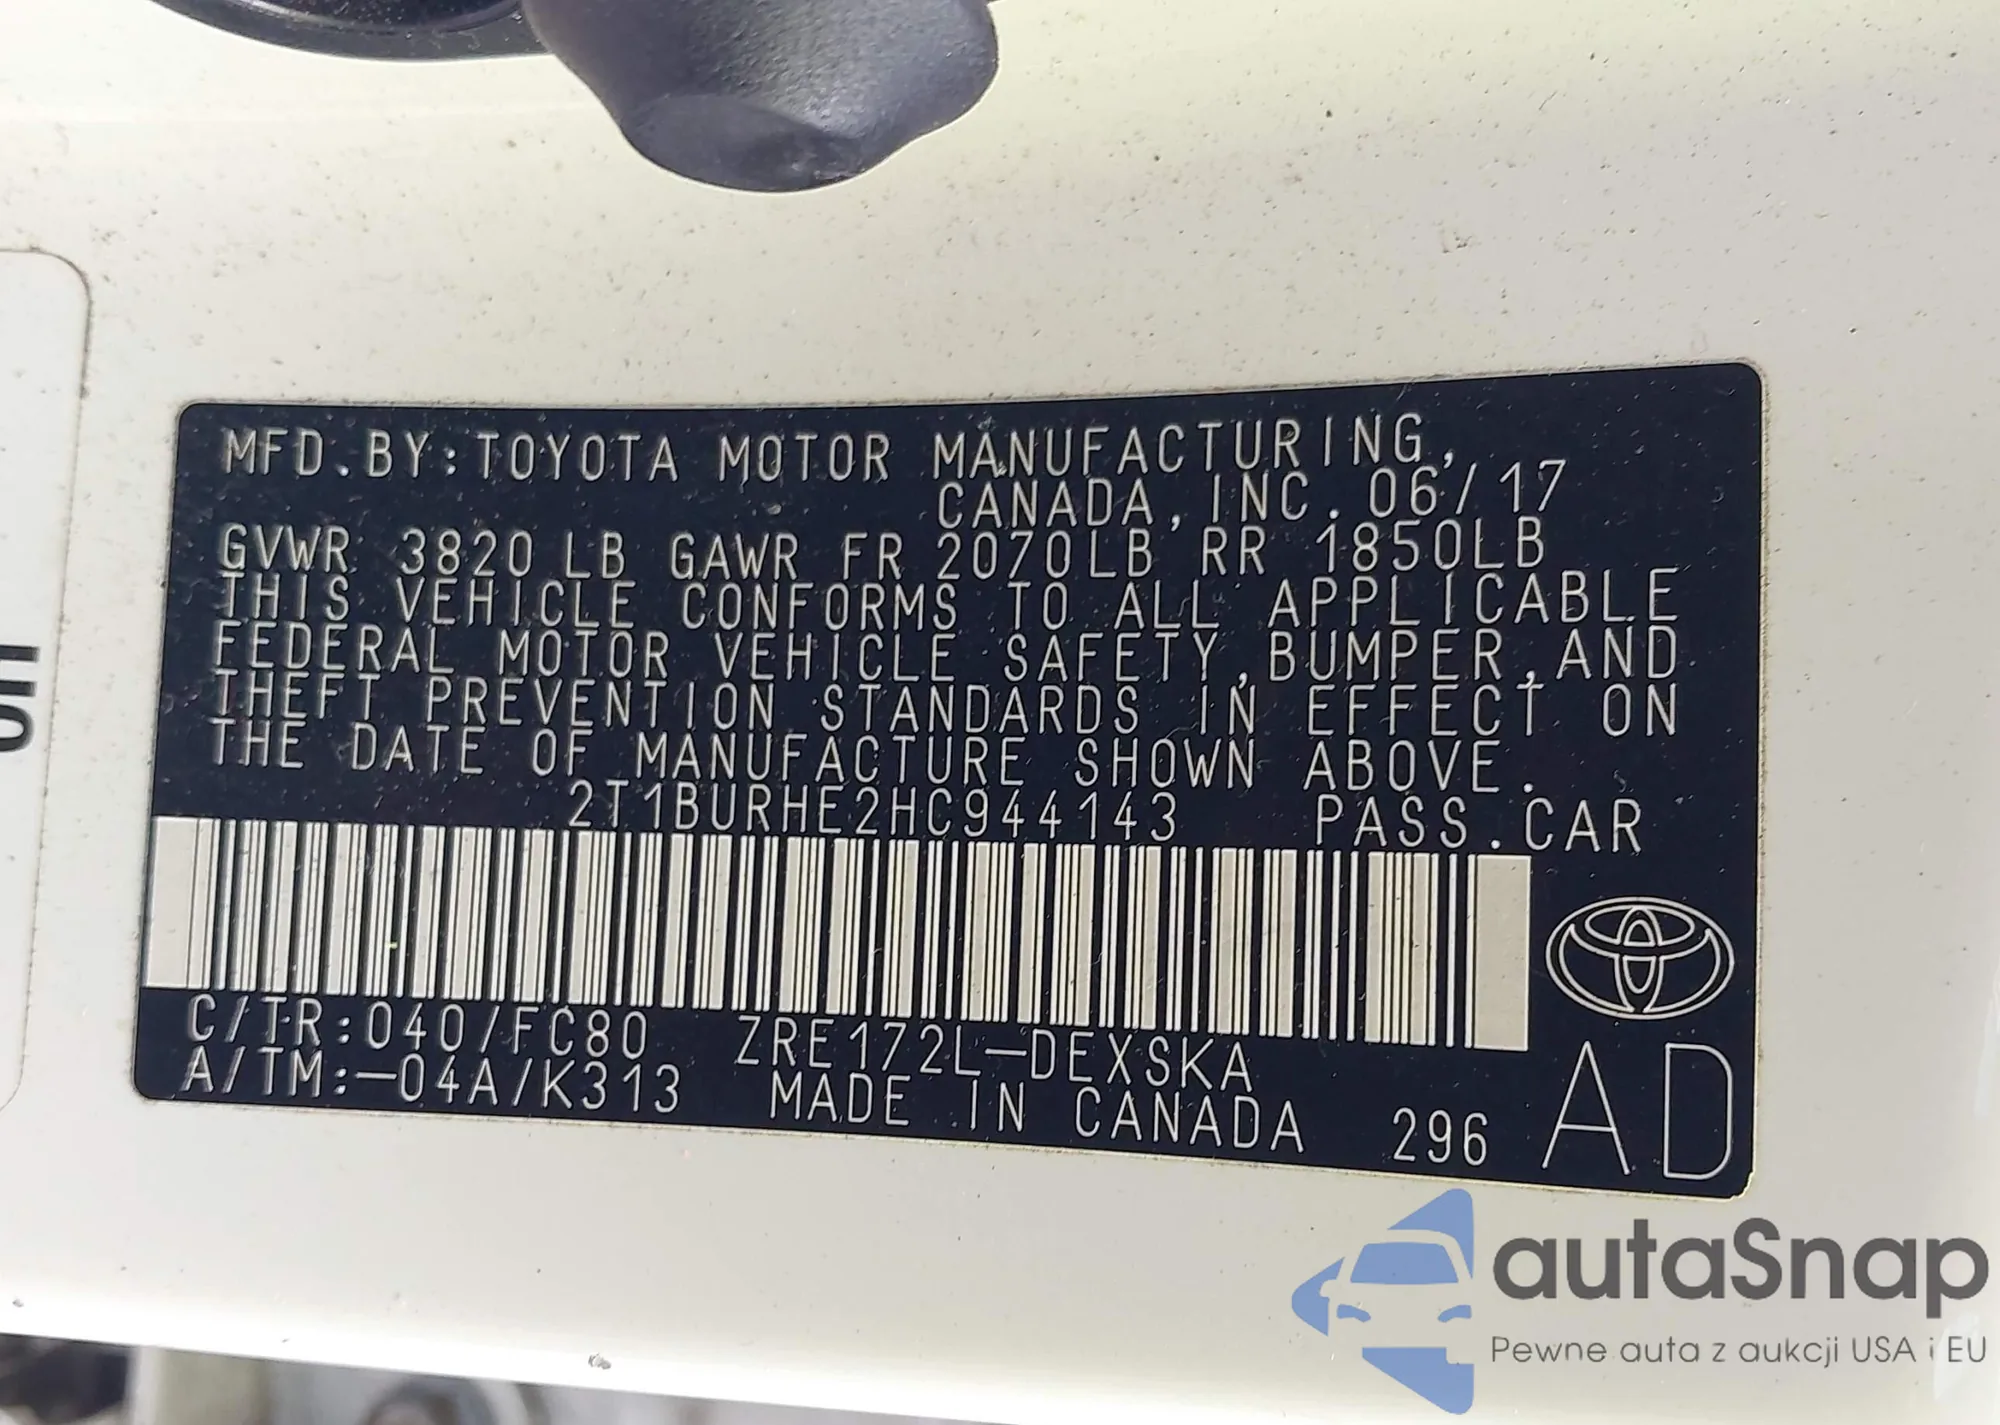 MFD.BY:TOYOTA MOTOR MANUFACTURING,
CANADA,INC.06/17
GVWR 3820 LB GAWR FR 2070LB RR 1850LB
THIS VEHICLE CONFORMS TO ALL APPLICABLE
FEDERAL MOTOR VEHICLE SAFETY,BUMPER,AND
THEFT PREVENTION STANDARDS IN EFFECT ON
THE DATE OF MANUFACTURE SHOWN ABOVE.
2T1BURHE2HC944143 PASS.CAR
C/TR:040/FC80 ZRE172L-DEXSKA
A/TM:-04A/K313 MADE IN CANADA 296 AD
autaSnap
Pewne auta z aukcji USA i EU